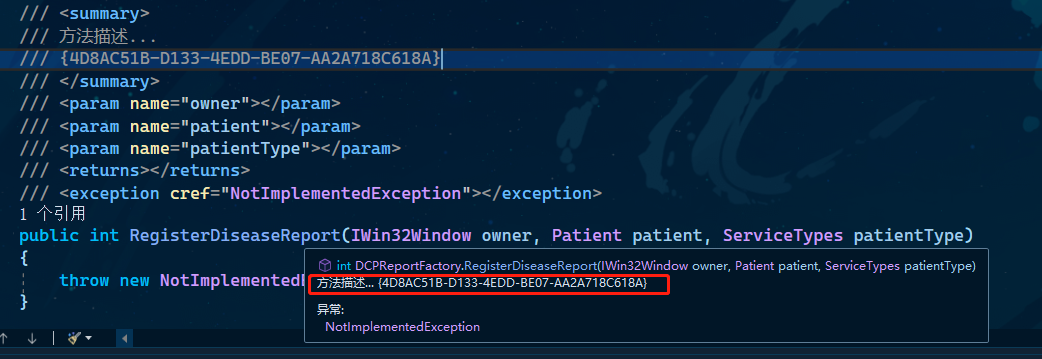 /// <summary>
/// 方法描述...
/// {4D8AC51B-D133-4EDD-BE07-AA2A718C618A}
/// </summary>
/// <param name="owner"></param>
/// <param name="patient"></param>
/// <param name="patientType"></param>
/// <returns></returns>
/// <exception cref="NotImplementedException"></exception>
1 个引用
public int RegisterDiseaseReport(IWin32Window owner, Patient patient, ServiceTypes patientType)
{
int DCPReportFactory.RegisterDiseaseReport(IWin32Window owner, Patient patient, ServiceTypes patientType)
throw new NotImplementedE
方法描述... {4D8AC51B-D133-4EDD-BE07-AA2A718C618A}
}
异常:
NotImplementedException